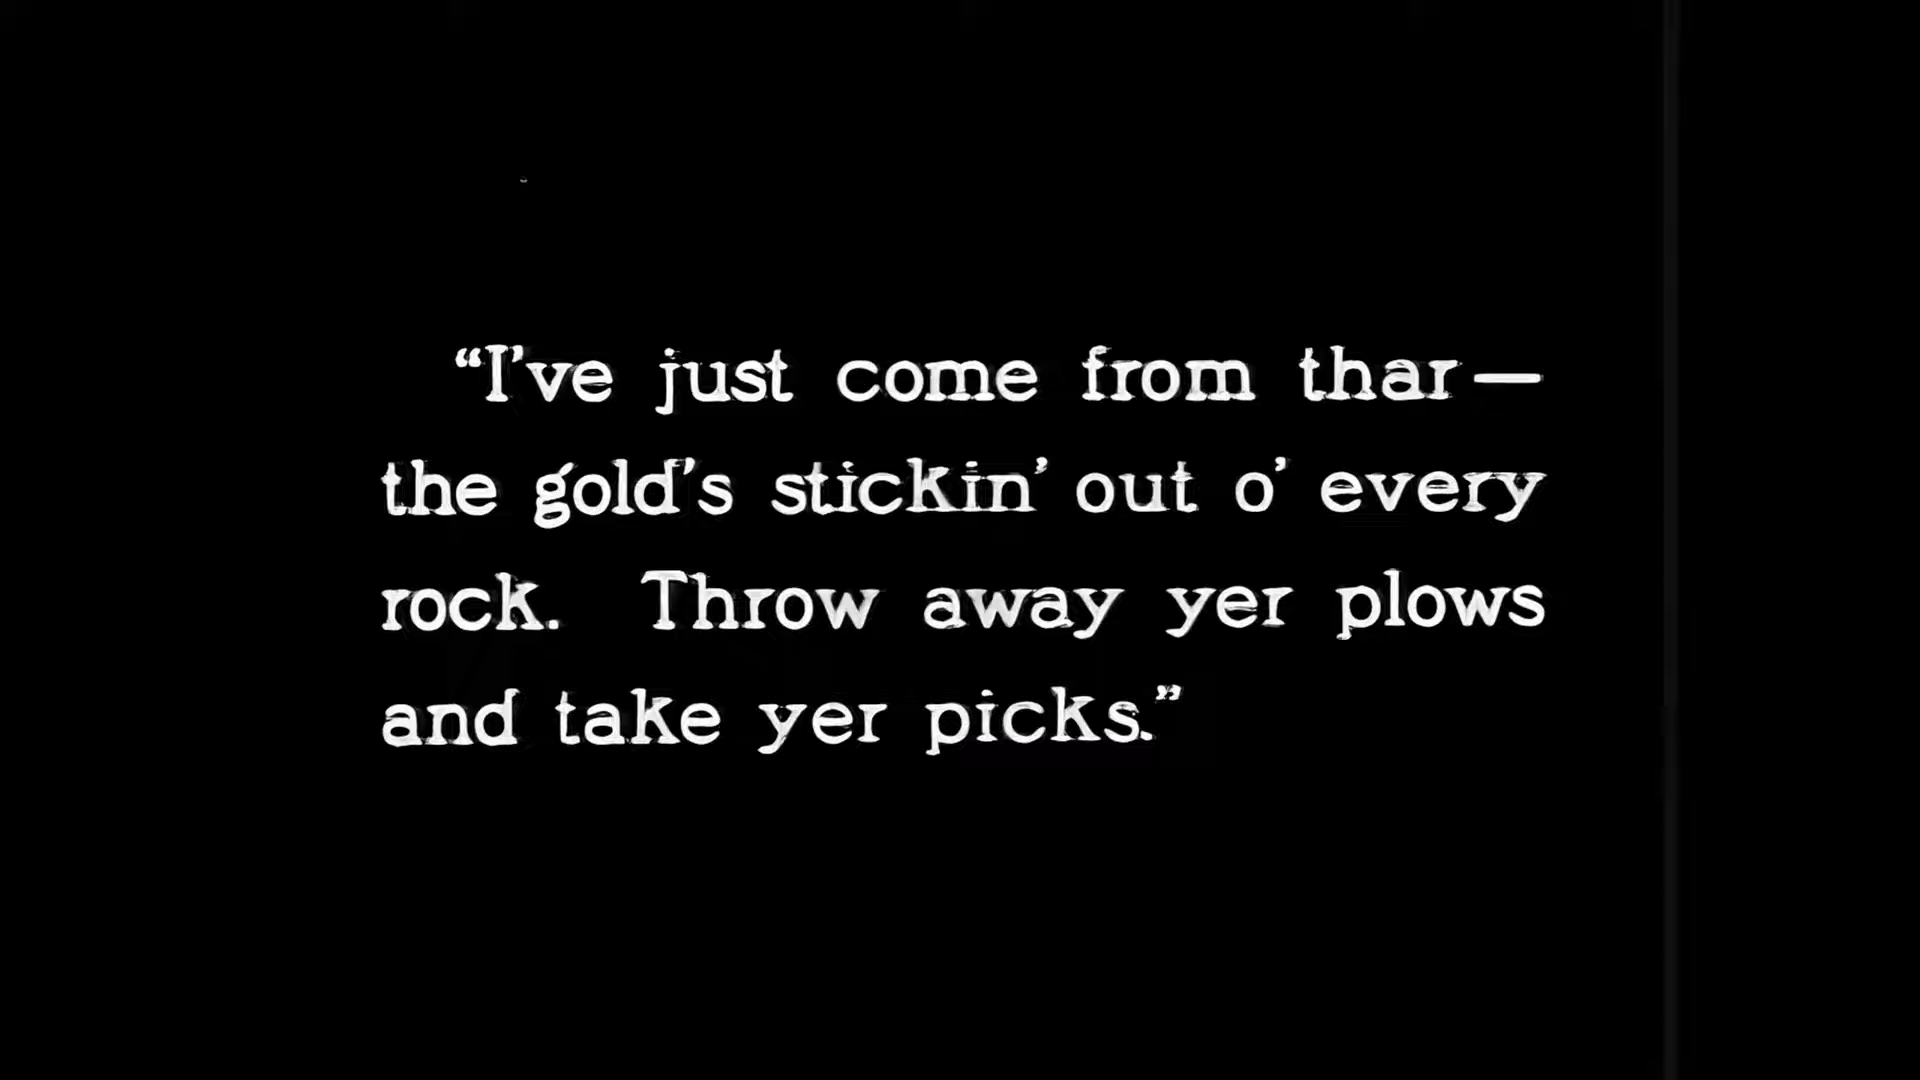 “I’ve just come from thar—
the gold’s stickin’ out o’ every
rock. Throw away yer plows
and take yer picks.”